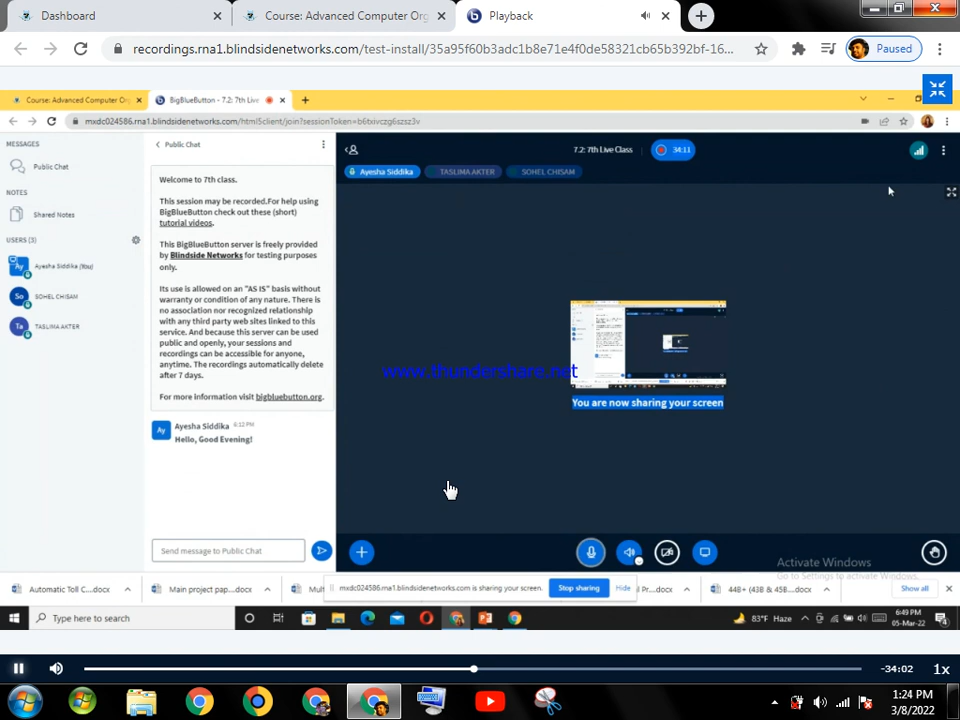 Dashboard
Course: Advanced Computer Org
Playback
recordings.rna1.blindsidenetworks.com/test-install/35a95f60b3adc1b8e71e4f0de58321cb65b392bf-16...
Paused
Course: Advanced Computer Or
BigBlueButton - 7.2: 7th Live
mxdc024586.rna1.blindsidenetworks.com/html5client/join?sessionToken=b6txivczg6szsz3v
MESSAGES
Public Chat
NOTES
Shared Notes
USERS (3)
Ay
Ayesha Siddika (You)
So
SOHEL CHISAM
Ta
TASLIMA AKTER
Public Chat
Welcome to 7th class.
This session may be recorded.For help using
BigBlueButton check out these (short)
tutorial videos.
This BigBlueButton server is freely provided
by Blindside Networks for testing purposes
only.
Its use is allowed on an "AS IS" basis without
warranty or condition of any nature. There is
no association nor recognized relationship
with any third party web sites linked to this
service. And because this server can be used
public and openly, your sessions and
recordings can be accessible for anyone,
anytime. The recordings automatically delete
after 7 days.
For more information visit bigbluebutton.org.
Ay
Ayesha Siddika 6:12 PM
Hello, Good Evening!
Send message to Public Chat
7.2: 7th Live Class
34:11
Ayesha Siddika
TASLIMA AKTER
SOHEL CHISAM
www.thundershare.net
You are now sharing your screen
Activate Windows
Go to Settings to activate Windows.
Automatic Toll C....docx
Main project pap....docx
Mult
mxdc024586.rna1.blindsidenetworks.com is sharing your screen.
Stop sharing
Hide
l Pr....docx
44B+ (43B & 45B....docx
Show all
Type here to search
83°F Haze
6:49 PM
05-Mar-22
4
-34:02
1x
1:24 PM
3/8/2022